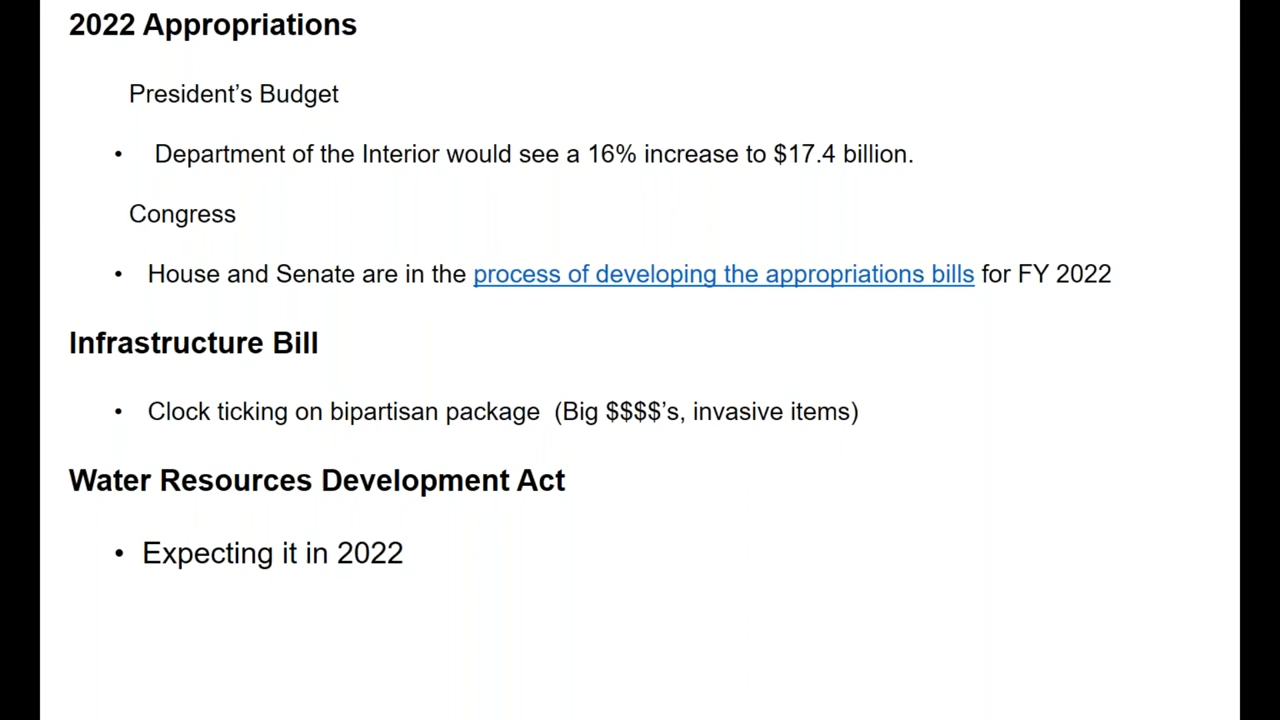 2022 Appropriations
President’s Budget
• Department of the Interior would see a 16% increase to $17.4 billion.
Congress
• House and Senate are in the process of developing the appropriations bills for FY 2022
Infrastructure Bill
• Clock ticking on bipartisan package  (Big $$$$’s, invasive items)
Water Resources Development Act
• Expecting it in 2022